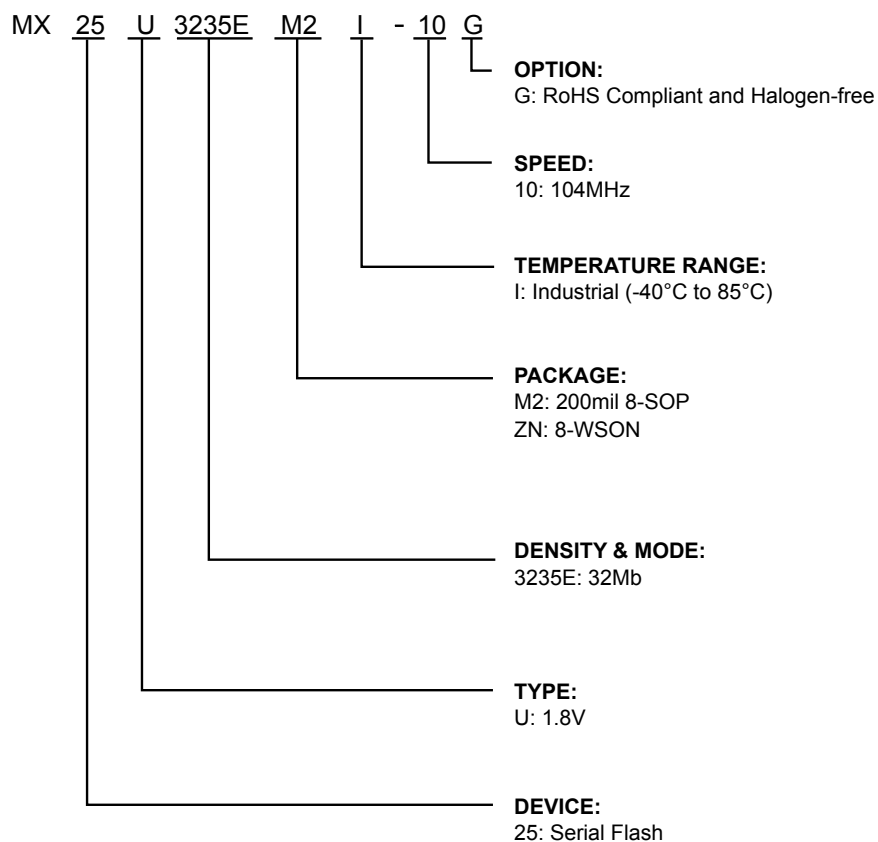 MX 25 U 3235E M2 I - 10 G
OPTION:
G: RoHS Compliant and Halogen-free
SPEED:
10: 104MHz
TEMPERATURE RANGE:
I: Industrial (-40°C to 85°C)
PACKAGE:
M2: 200mil 8-SOP
ZN: 8-WSON
DENSITY & MODE:
3235E: 32Mb
TYPE:
U: 1.8V
DEVICE:
25: Serial Flash